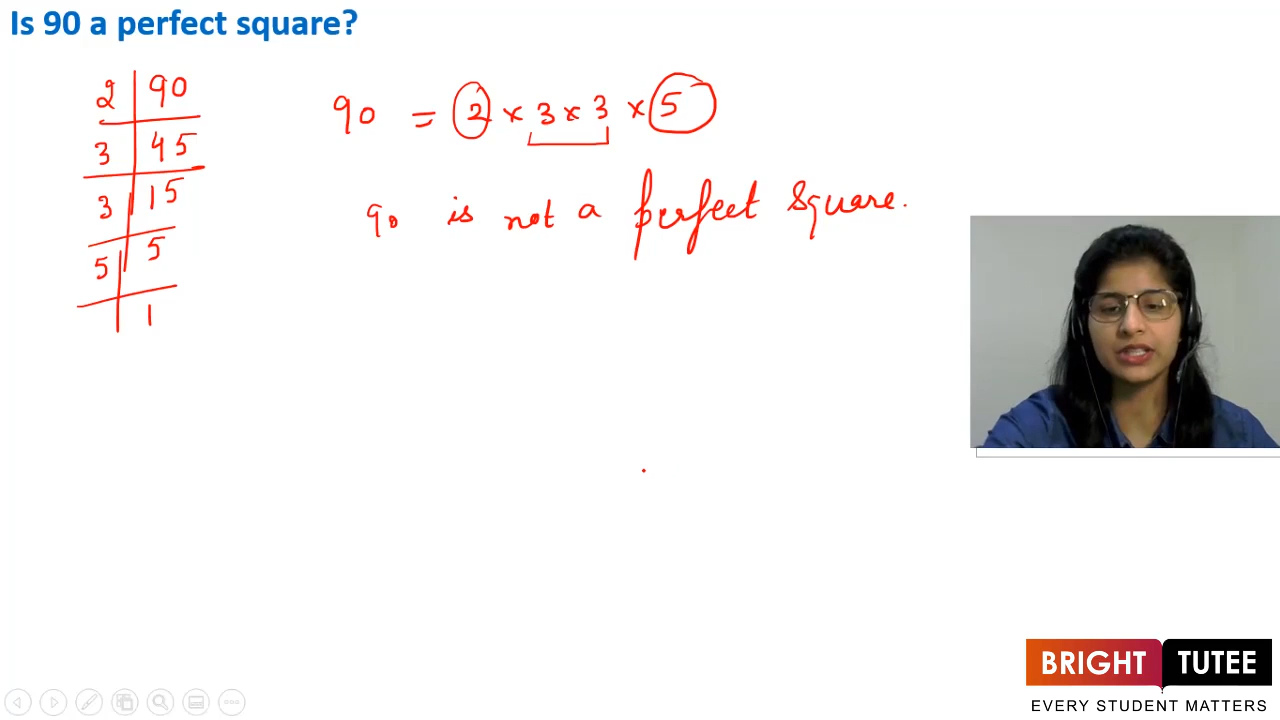 Is 90 a perfect square?
2 | 90
3 | 45
3 | 15
5 | 5
| 1
90 = 2 × 3 × 3 × 5
90 is not a perfect square.
BRIGHT TUTEE
EVERY STUDENT MATTERS